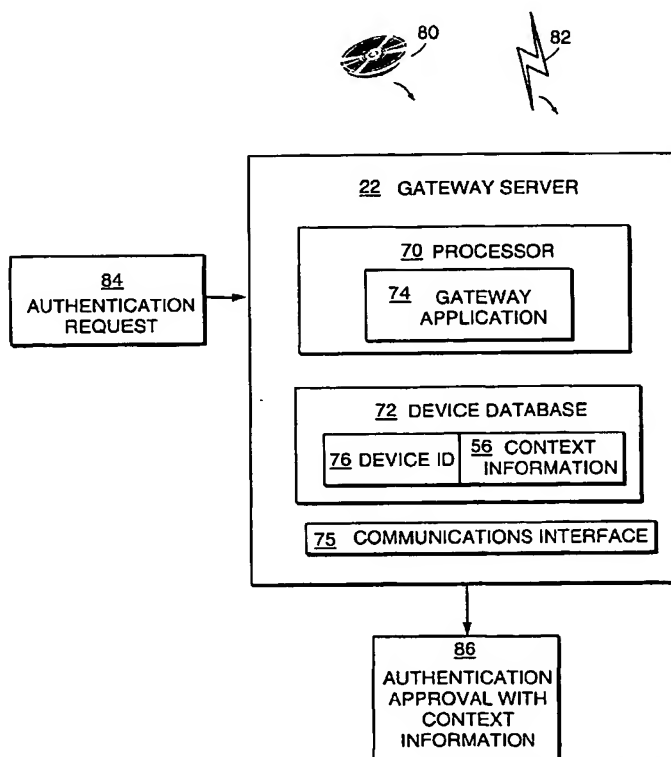 80
82
22 GATEWAY SERVER
70 PROCESSOR
84
AUTHENTICATION
REQUEST
74 GATEWAY
APPLICATION
72 DEVICE DATABASE
76 DEVICE ID
56 CONTEXT
INFORMATION
75 COMMUNICATIONS INTERFACE
86
AUTHENTICATION
APPROVAL WITH
CONTEXT
INFORMATION